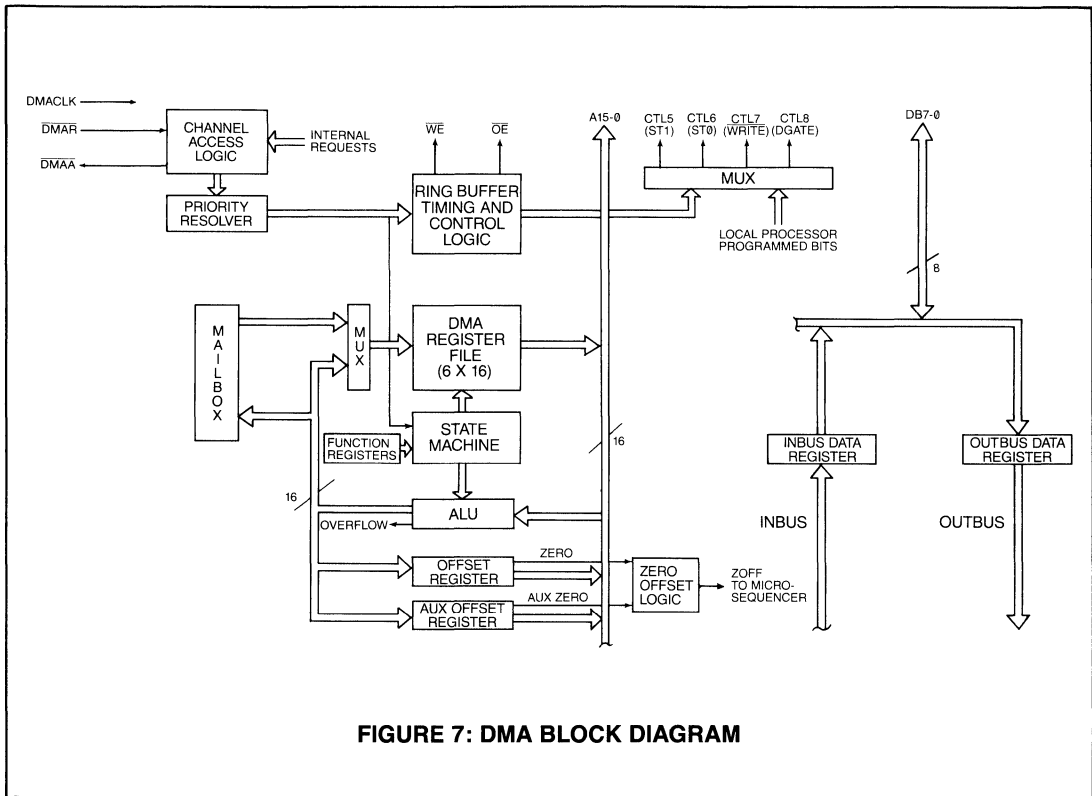 DMACLK
DMAR
DMAA
CHANNEL
ACCESS
LOGIC
INTERNAL
REQUESTS
PRIORITY
RESOLVER
WE
OE
RING BUFFER
TIMING AND
CONTROL
LOGIC
A15-0
CTL5
(ST1)
CTL6
(ST0)
CTL7
(WRITE)
CTL8
(DGATE)
MUX
LOCAL PROCESSOR
PROGRAMMED BITS
DB7-0
8
MAILBOX
MUX
DMA
REGISTER
FILE
(6 X 16)
STATE
MACHINE
FUNCTION
REGISTERS
16
16
ALU
OVERFLOW
OFFSET
REGISTER
ZERO
AUX OFFSET
REGISTER
AUX ZERO
ZERO
OFFSET
LOGIC
ZOFF
TO MICRO-
SEQUENCER
INBUS DATA
REGISTER
OUTBUS DATA
REGISTER
INBUS
OUTBUS
FIGURE 7: DMA BLOCK DIAGRAM